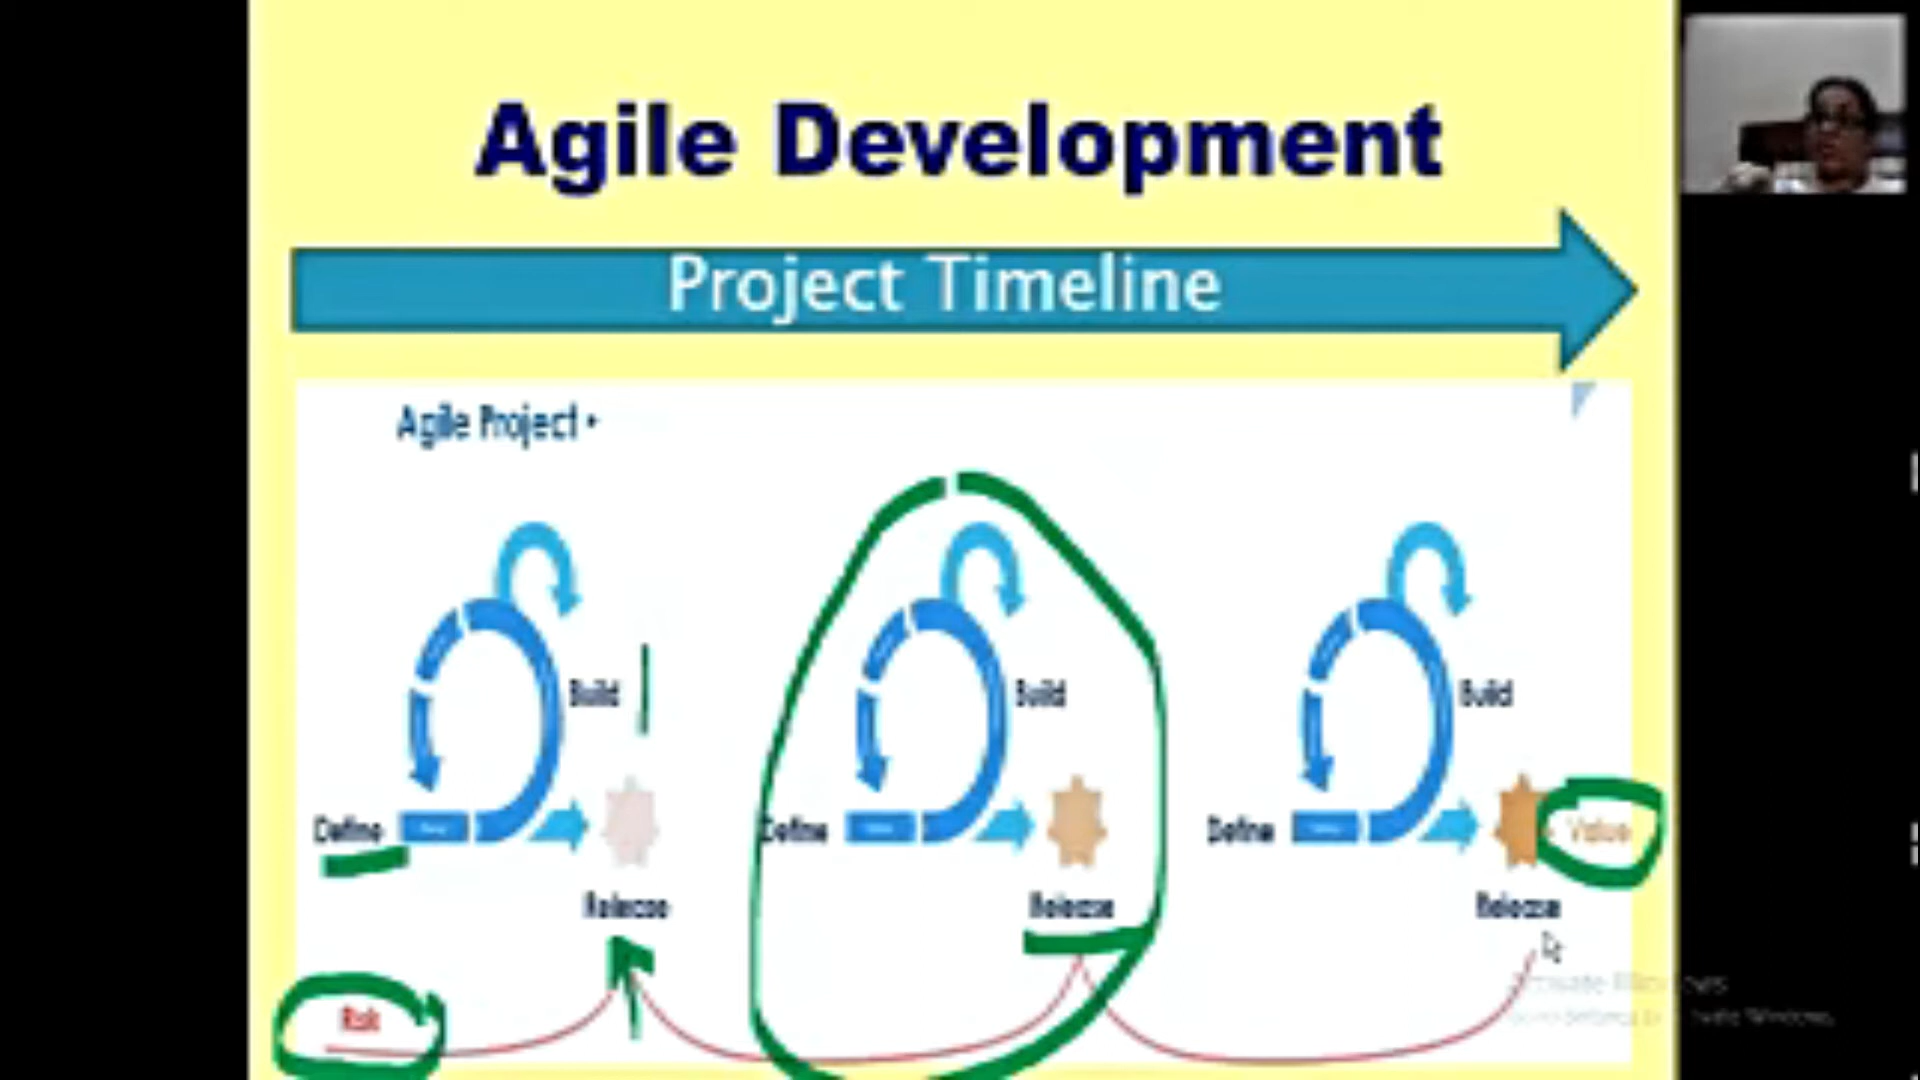 Agile Development
Project Timeline
Agile Project
Build
Build
Build
Define
Define
Define
Value
Release
Release
Release
Risk